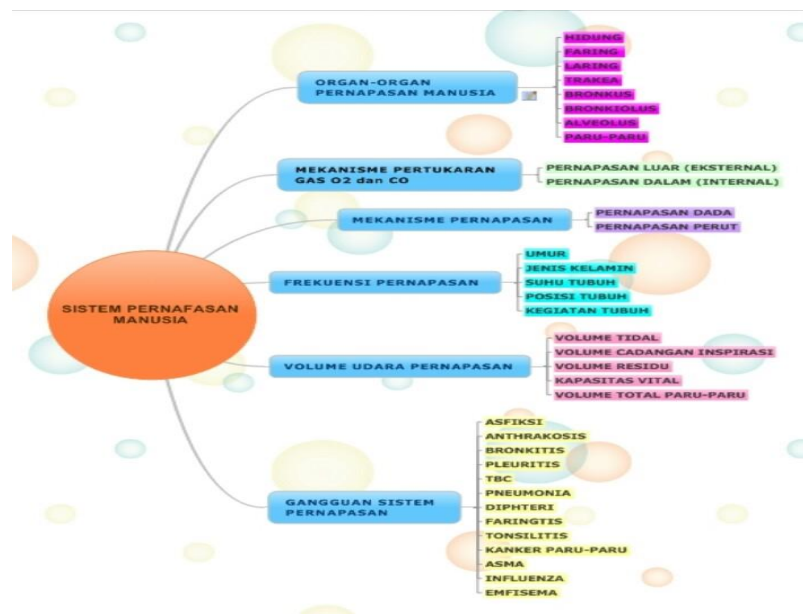 SISTEM PERNAFASAN
MANUSIA
ORGAN-ORGAN
PERNAPASAN MANUSIA
HIDUNG
FARING
LARING
TRAKEA
BRONKUS
BRONKIOLUS
ALVEOLUS
PARU-PARU
MEKANISME PERTUKARAN
GAS O2 dan CO
PERNAPASAN LUAR (EKSTERNAL)
PERNAPASAN DALAM (INTERNAL)
MEKANISME PERNAPASAN
PERNAPASAN DADA
PERNAPASAN PERUT
FREKUENSI PERNAPASAN
UMUR
JENIS KELAMIN
SUHU TUBUH
POSISI TUBUH
KEGIATAN TUBUH
VOLUME UDARA PERNAPASAN
VOLUME TIDAL
VOLUME CADANGAN INSPIRASI
VOLUME RESIDU
KAPASITAS VITAL
VOLUME TOTAL PARU-PARU
GANGGUAN SISTEM
PERNAPASAN
ASFIKSI
ANTHRAKOSIS
BRONKITIS
PLEURITIS
TBC
PNEUMONIA
DIPHTERI
FARINGTIS
TONSILITIS
KANKER PARU-PARU
ASMA
INFLUENZA
EMFISEMA